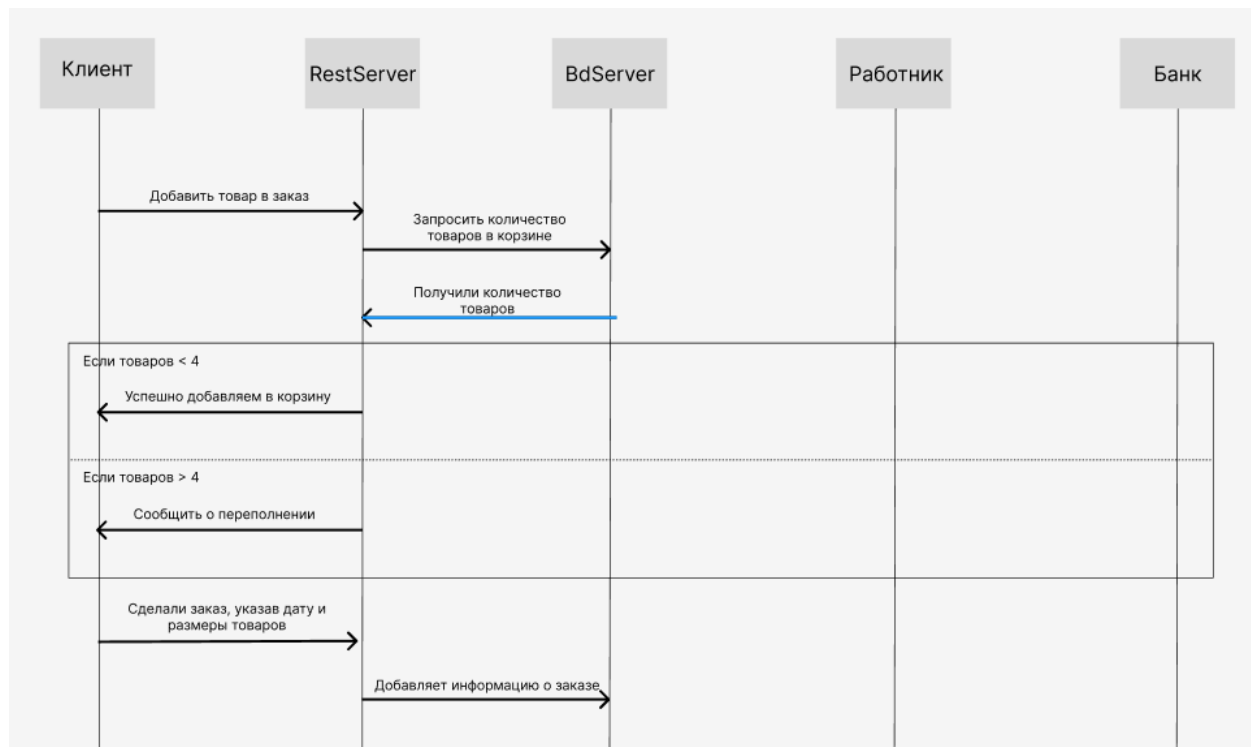 Клиент
RestServer
BdServer
Работник
Банк
Добавить товар в заказ
Запросить количество
товаров в корзине
Получили количество
товаров
Если товаров < 4
Успешно добавляем в корзину
Если товаров > 4
Сообщить о переполнении
Сделали заказ, указав дату и
размеры товаров
Добавляет информацию о заказе